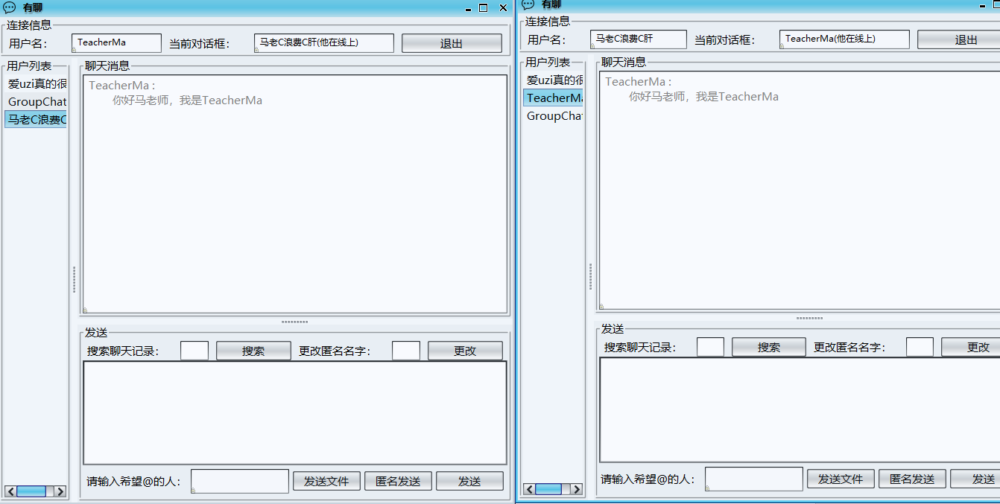 有聊
连接信息
用户名： TeacherMa 当前对话框： 马老C浪费C肝(他在线上) 退出
用户列表
爱uzi真的很
GroupChat
马老C浪费C
聊天消息
TeacherMa :
你好马老师，我是TeacherMa
发送
搜索聊天记录： 搜索 更改匿名名字： 更改
请输入希望@的人： 发送文件 匿名发送 发送
有聊
连接信息
用户名： 马老C浪费C肝 当前对话框： TeacherMa(他在线上) 退出
用户列表
爱uzi真的很
TeacherMa
GroupChat
聊天消息
TeacherMa :
你好马老师，我是TeacherMa
发送
搜索聊天记录： 搜索 更改匿名名字： 更改
请输入希望@的人： 发送文件 匿名发送 发送